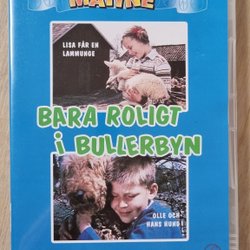 LISA FÅR EN
LAMMUNGE
BARA ROLIGT
i BULLERBYN
OLLE OCH
HANS HUND